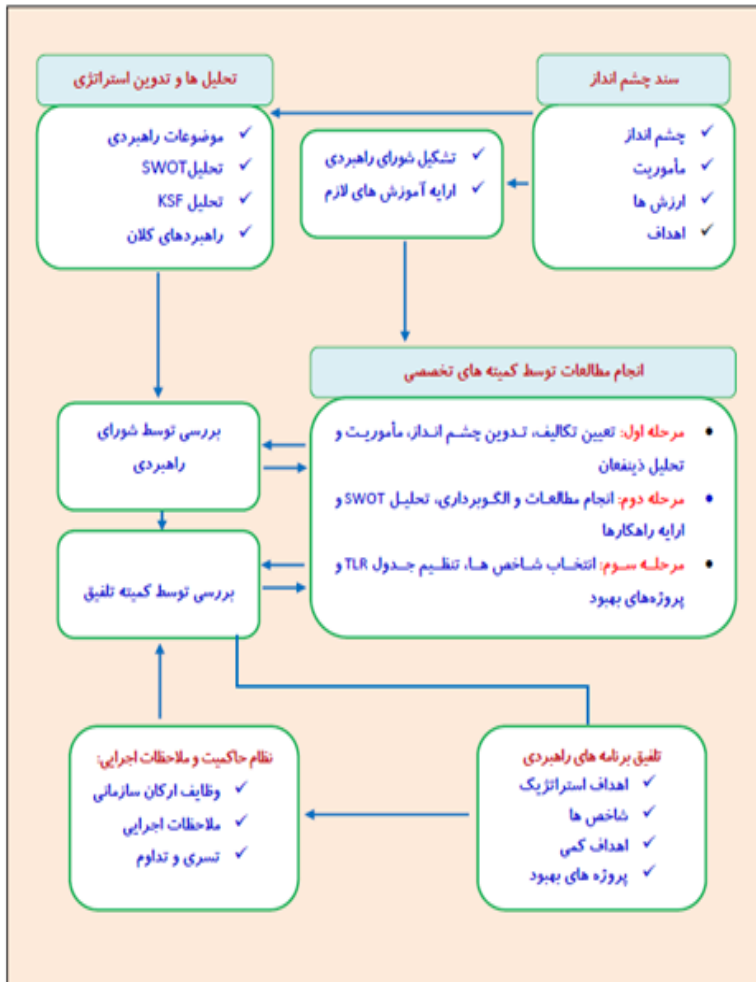 سند چشم انداز
چشم انداز
مأموریت
ارزش ها
اهداف
تحلیل ها و تدوین استراتژی
موضوعات راهبردی
تحلیل SWOT
تحلیل KSF
راهبردهای کلان
تشکیل شورای راهبردی
ارایه آموزش های لازم
انجام مطالعات توسط کمیته های تخصصی
مرحله اول: تعیین تکالیف، تدوین چشم انداز، مأموریت و
تحلیل ذینفعان
مرحله دوم: انجام مطالعات و الگوبرداری، تحلیل SWOT و
ارایه راهکارها
مرحله سوم: انتخاب شاخص ها، تنظیم جدول TLR و
پروژه‌های بهبود
بررسی توسط شورای
راهبردی
بررسی توسط کمیته تلفیق
تلفیق برنامه های راهبردی
اهداف استراتژیک
شاخص ها
اهداف کمی
پروژه های بهبود
نظام حاکمیت و ملاحظات اجرایی:
وظایف ارکان سازمانی
ملاحظات اجرایی
تسری و تداوم